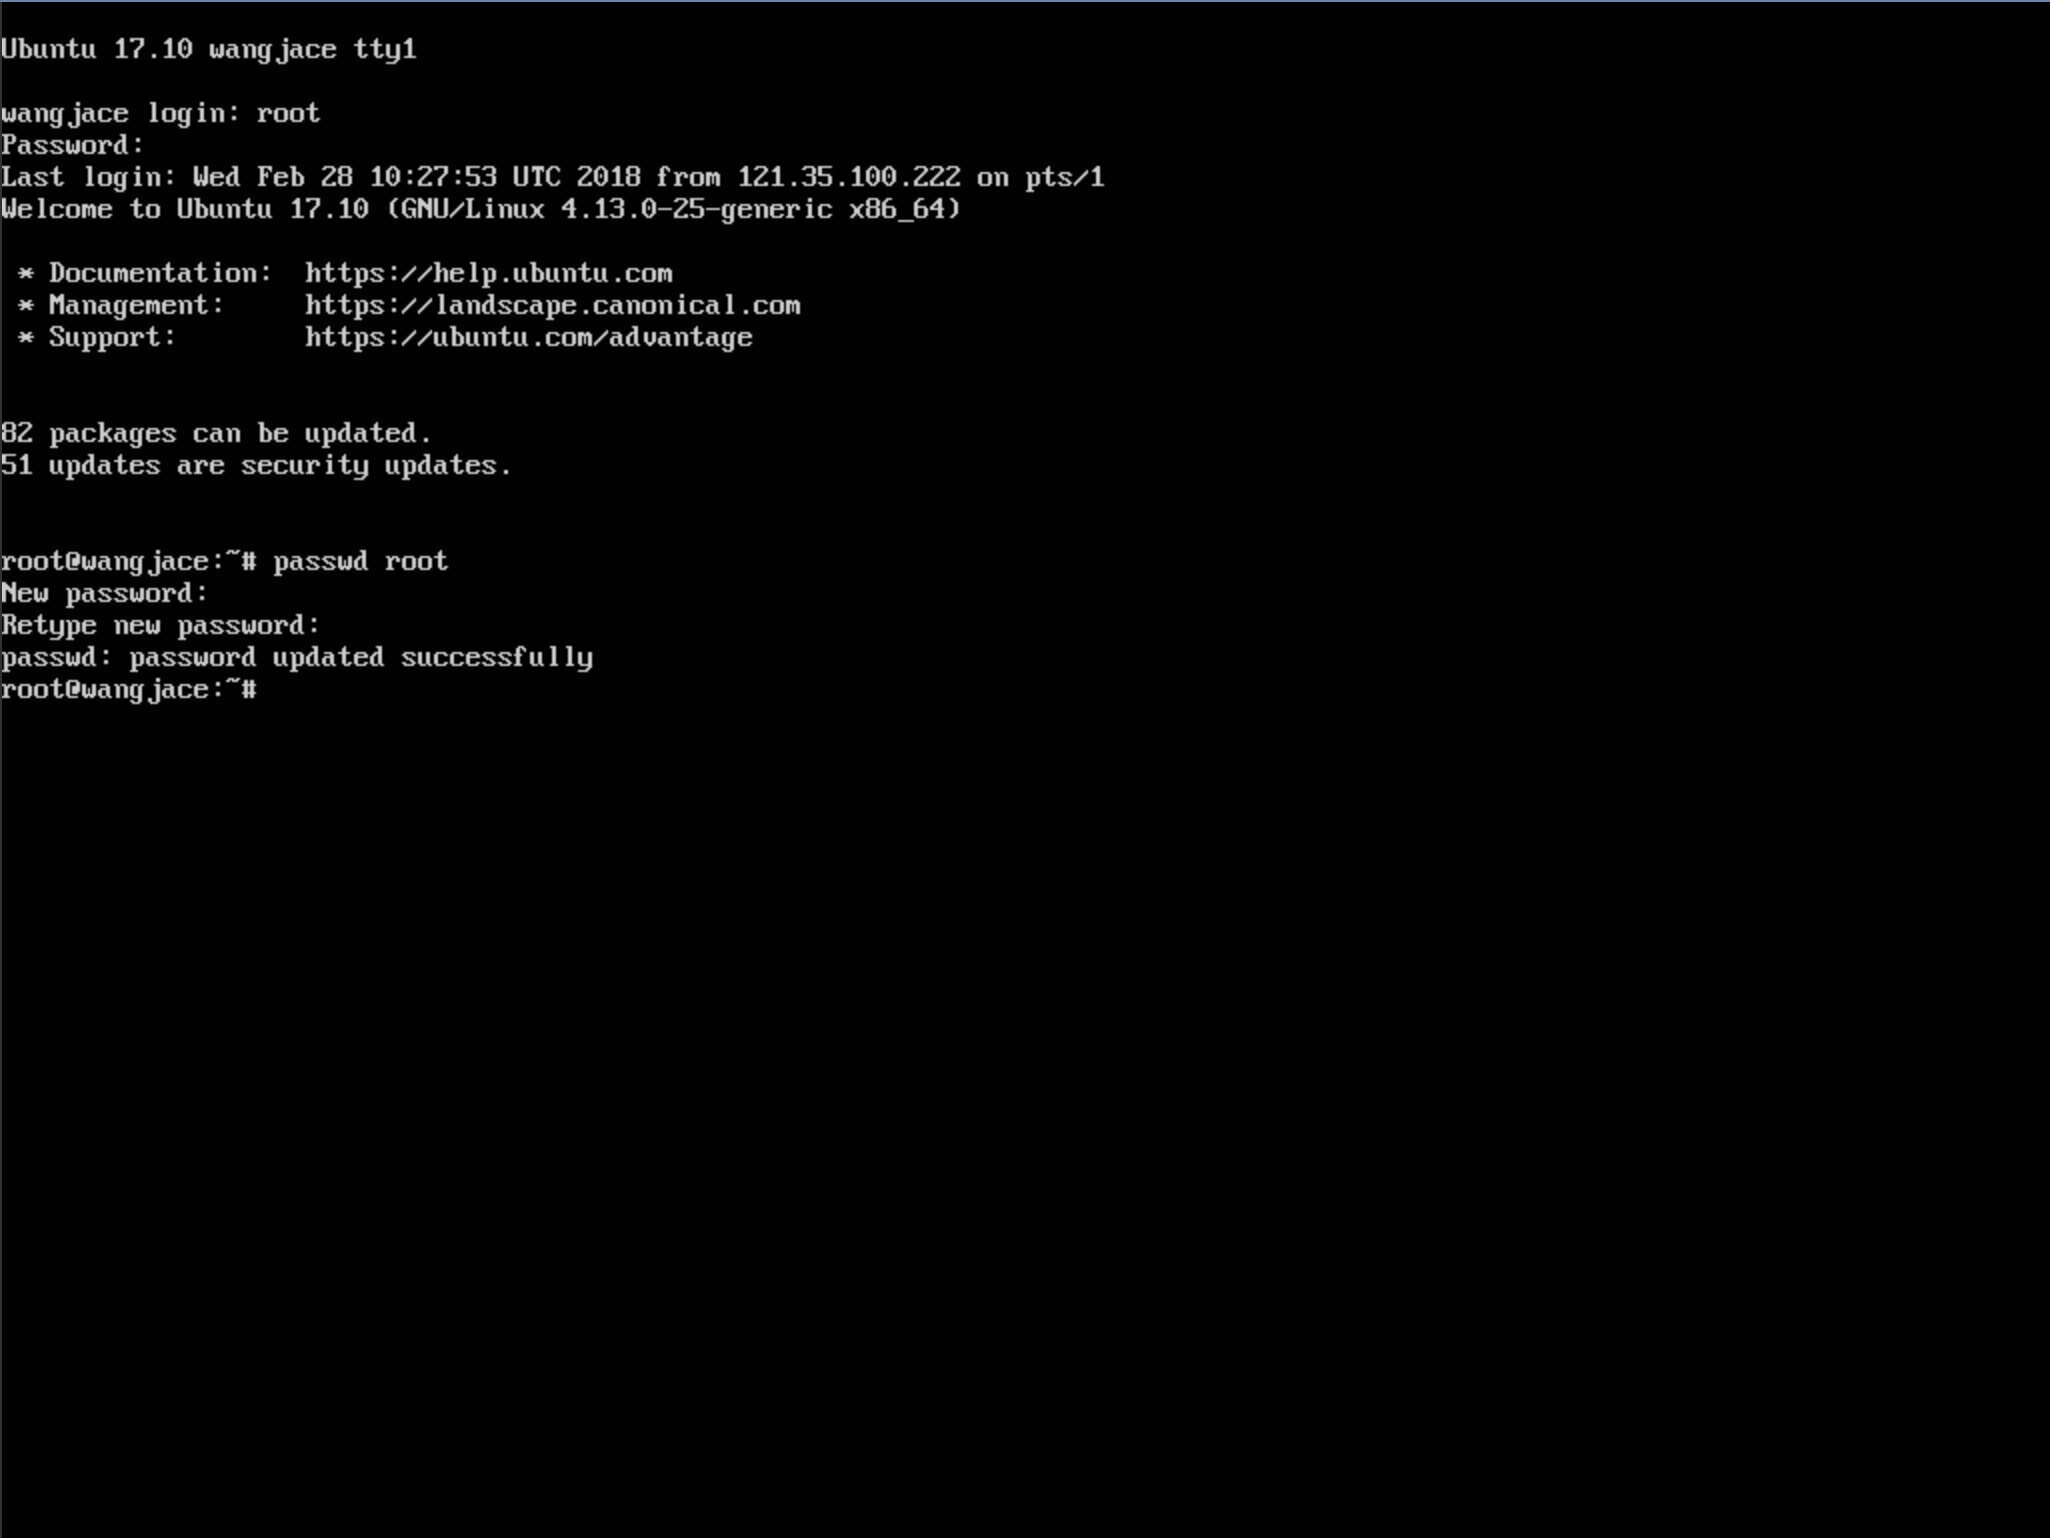 Ubuntu 17.10 wangjace tty1
wangjace login: root
Password:
Last login: Wed Feb 28 10:27:53 UTC 2018 from 121.35.100.222 on pts/1
Welcome to Ubuntu 17.10 (GNU/Linux 4.13.0-25-generic x86_64)
* Documentation:  https://help.ubuntu.com
* Management:     https://landscape.canonical.com
* Support:        https://ubuntu.com/advantage
82 packages can be updated.
51 updates are security updates.
root@wangjace:~# passwd root
New password:
Retype new password:
passwd: password updated successfully
root@wangjace:~#